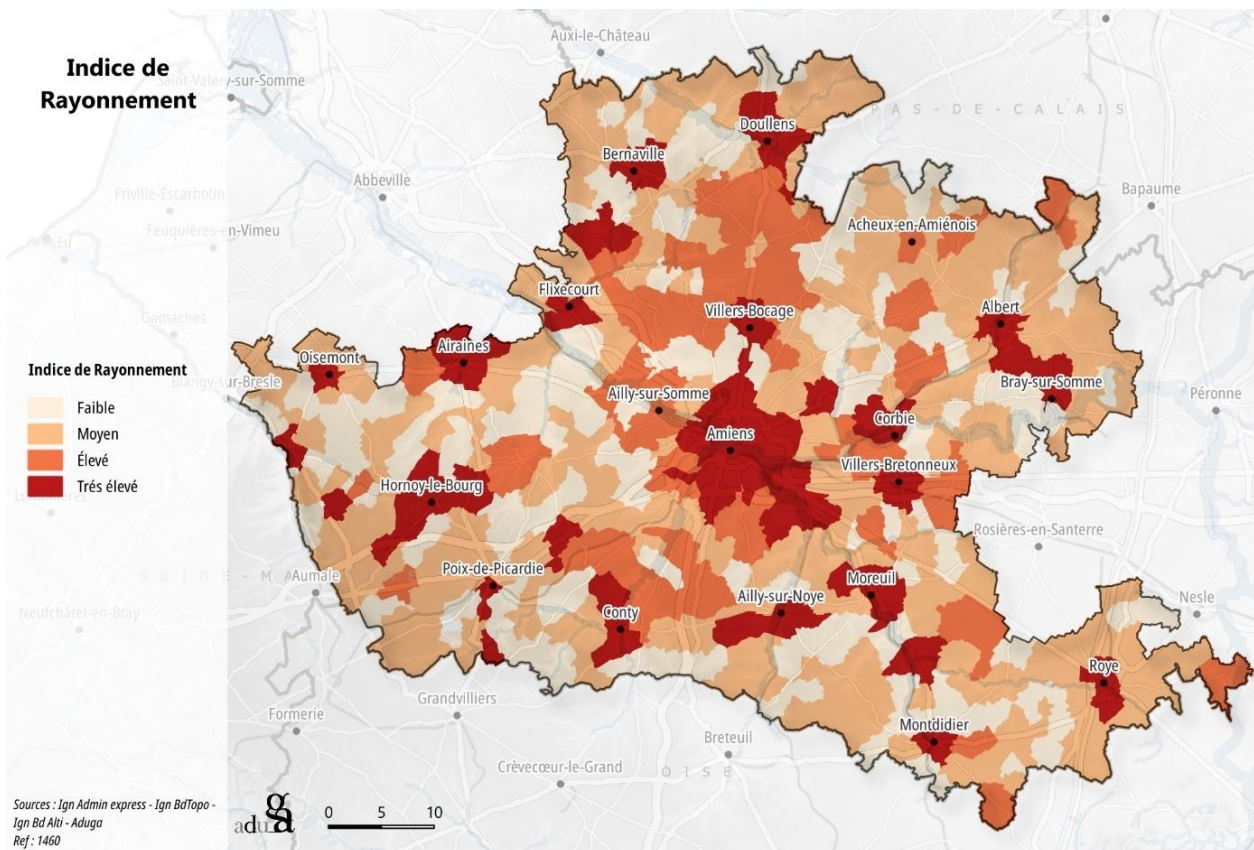 Indice de
Rayonnement
Auxi-le-Château
Saint-Valery-sur-Somme
PAS-DE-CALAIS
Doullens
Bernaville
Abbeville
Friville-Escarbotin
Bapaume
Feuquières-en-Vimeu
Acheux-en-Amiénois
Eu
Flixecourt
Gamaches
Villers-Bocage
Albert
Airaines
Oisemont
Indice de Rayonnement
Blangy-sur-Bresle
Bray-sur-Somme
Péronne
Faible
Ailly-sur-Somme
Moyen
Corbie
Amiens
Élevé
Villers-Bretonneux
Trés élevé
Hornoy-le-Bourg
Rosières-en-Santerre
Poix-de-Picardie
Aumale
Moreuil
SEINE-MA
Ailly-sur-Noye
Nesle
Neufchâtel-en-Bray
Conty
Roye
Grandvilliers
Formerie
Montdidier
Breteuil
Crèvecœur-le-Grand
OISE
Sources : Ign Admin express - Ign BdTopo -
Ign Bd Alti - Aduga
Ref : 1460
aduga
0 5 10